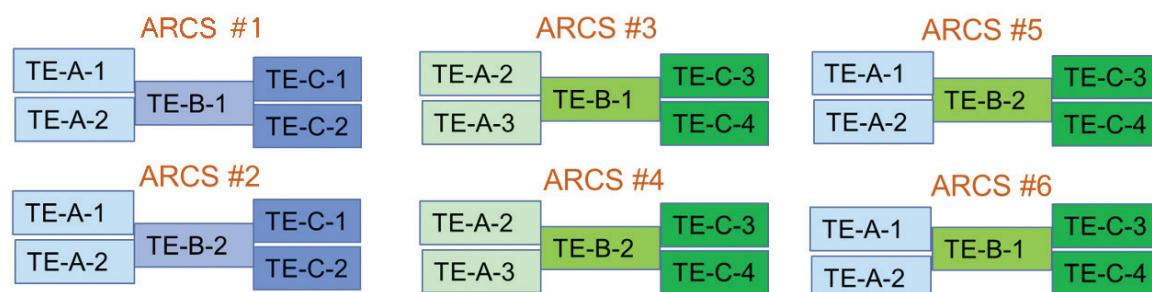 ARCS #1
TE-A-1
TE-A-2
TE-B-1
TE-C-1
TE-C-2
ARCS #3
TE-A-2
TE-A-3
TE-B-1
TE-C-3
TE-C-4
ARCS #5
TE-A-1
TE-A-2
TE-B-2
TE-C-3
TE-C-4
ARCS #2
TE-A-1
TE-A-2
TE-B-2
TE-C-1
TE-C-2
ARCS #4
TE-A-2
TE-A-3
TE-B-2
TE-C-3
TE-C-4
ARCS #6
TE-A-1
TE-A-2
TE-B-1
TE-C-3
TE-C-4